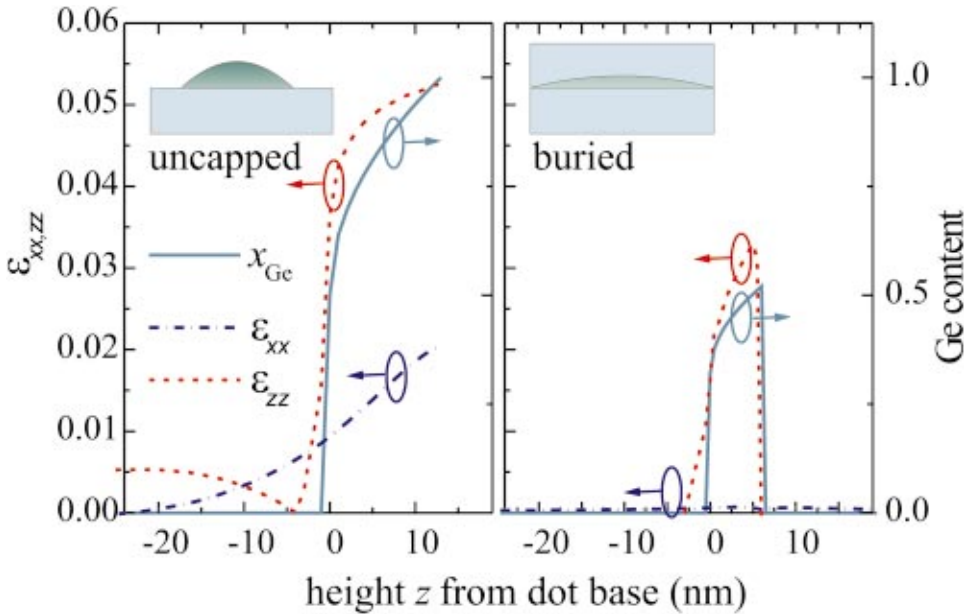 0.06
0.05
0.04
0.03
0.02
0.01
0.00
ε_xx,zz
uncapped
x_Ge
ε_xx
ε_zz
-20 -10 0 10
buried
-20 -10 0 10
1.0
0.5
0.0
Ge content
height z from dot base (nm)